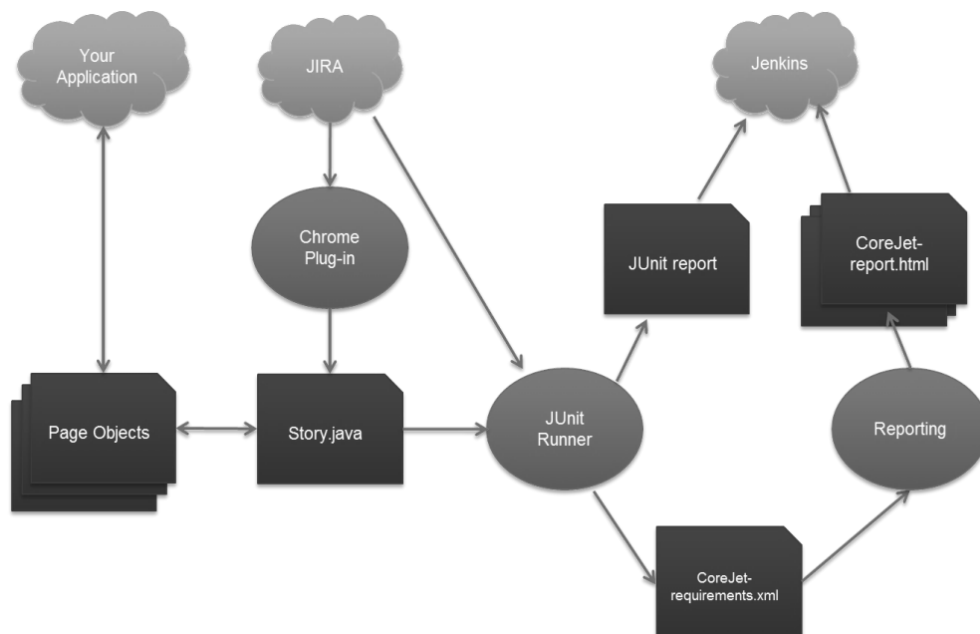 Your
Application
JIRA
Jenkins
Chrome
Plug-in
JUnit report
CoreJet-
report.html
Page Objects
Story.java
JUnit
Runner
Reporting
CoreJet-
requirements.xml